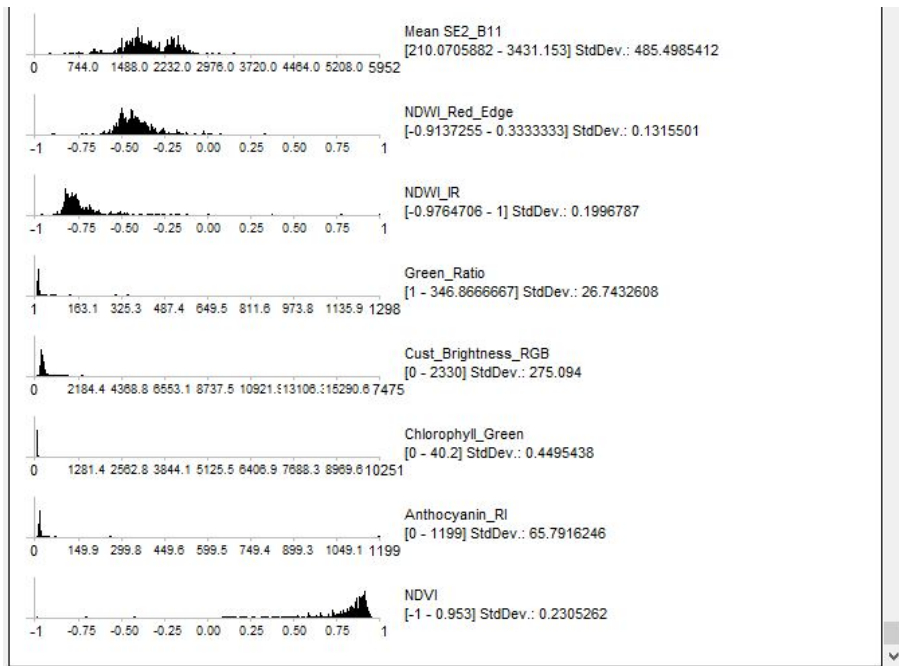 Mean SE2_B11
[210.0705882 - 3431.153] StdDev.: 485.4985412
0 744.0 1488.0 2232.0 2976.0 3720.0 4464.0 5208.0 5952
NDWI_Red_Edge
[-0.9137255 - 0.3333333] StdDev.: 0.1315501
-1 -0.75 -0.50 -0.25 0.00 0.25 0.50 0.75 1
NDWI_IR
[-0.9764706 - 1] StdDev.: 0.1996787
-1 -0.75 -0.50 -0.25 0.00 0.25 0.50 0.75 1
Green_Ratio
[1 - 346.8666667] StdDev.: 26.7432608
1 163.1 325.3 487.4 649.5 811.6 973.8 1135.9 1298
Cust_Brightness_RGB
[0 - 2330] StdDev.: 275.094
0 2184.4 4368.8 6553.1 8737.5 10921.9 13106.3 15290.6 7475
Chlorophyll_Green
[0 - 40.2] StdDev.: 0.4495438
0 1281.4 2562.8 3844.1 5125.5 6406.9 7688.3 8969.6 10251
Anthocyanin_RI
[0 - 1199] StdDev.: 65.7916246
0 149.9 299.8 449.6 599.5 749.4 899.3 1049.1 1199
NDVI
[-1 - 0.953] StdDev.: 0.2305262
-1 -0.75 -0.50 -0.25 0.00 0.25 0.50 0.75 1